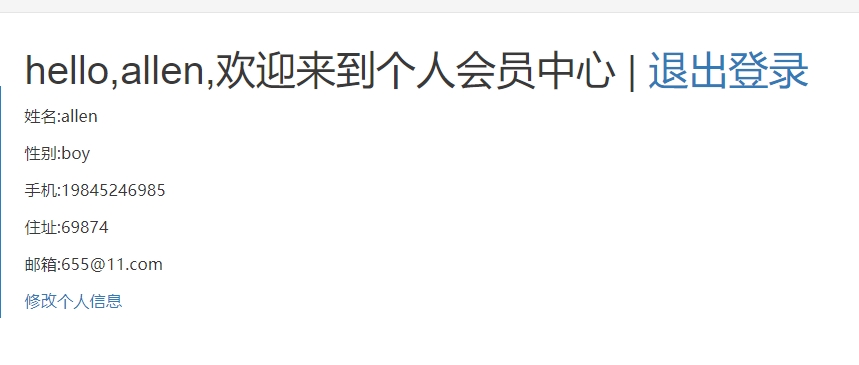 hello,allen,欢迎来到个人会员中心 | 退出登录
姓名:allen
性别:boy
手机:19845246985
住址:69874
邮箱:655@11.com
修改个人信息